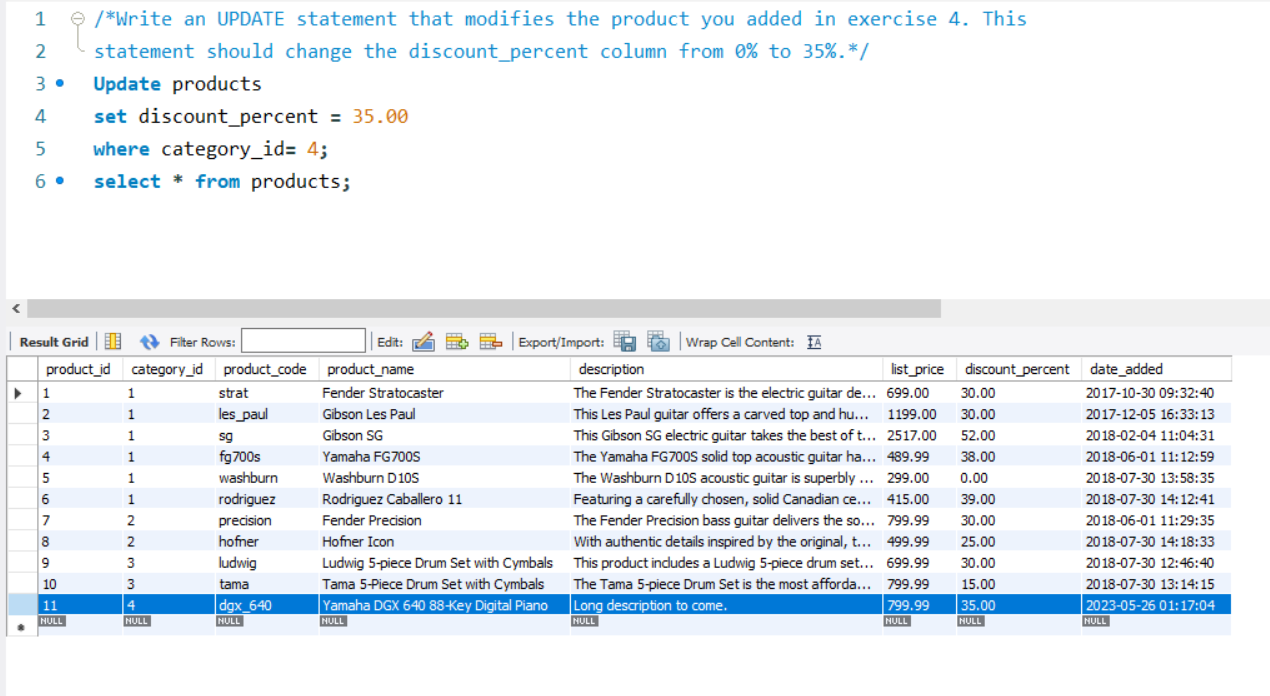 1 /*Write an UPDATE statement that modifies the product you added in exercise 4. This
2 statement should change the discount_percent column from 0% to 35%.*/
3 Update products
4 set discount_percent = 35.00
5 where category_id= 4;
6 select * from products;
Result Grid Filter Rows: Edit: Export/Import: Wrap Cell Content: IA
product_id category_id product_code product_name description list_price discount_percent date_added
1 1 strat Fender Stratocaster The Fender Stratocaster is the electric guitar de... 699.00 30.00 2017-10-30 09:32:40
2 1 les_paul Gibson Les Paul This Les Paul guitar offers a carved top and hu... 1199.00 30.00 2017-12-05 16:33:13
3 1 sg Gibson SG This Gibson SG electric guitar takes the best of t... 2517.00 52.00 2018-02-04 11:04:31
4 1 fg700s Yamaha FG700S The Yamaha FG700S solid top acoustic guitar ha... 489.99 38.00 2018-06-01 11:12:59
5 1 washburn Washburn D10S The Washburn D10S acoustic guitar is superbly ... 299.00 0.00 2018-07-30 13:58:35
6 1 rodriguez Rodriguez Caballero 11 Featuring a carefully chosen, solid Canadian ce... 415.00 39.00 2018-07-30 14:12:41
7 2 precision Fender Precision The Fender Precision bass guitar delivers the so... 799.99 30.00 2018-06-01 11:29:35
8 2 hofner Hofner Icon With authentic details inspired by the original, t... 499.99 25.00 2018-07-30 14:18:33
9 3 ludwig Ludwig 5-piece Drum Set with Cymbals This product includes a Ludwig 5-piece drum set... 699.99 30.00 2018-07-30 12:46:40
10 3 tama Tama 5-Piece Drum Set with Cymbals The Tama 5-piece Drum Set is the most afforda... 799.99 15.00 2018-07-30 13:14:15
11 4 dgx_640 Yamaha DGX 640 88-Key Digital Piano Long description to come. 799.99 35.00 2023-05-26 01:17:04
NULL NULL NULL NULL NULL NULL NULL NULL